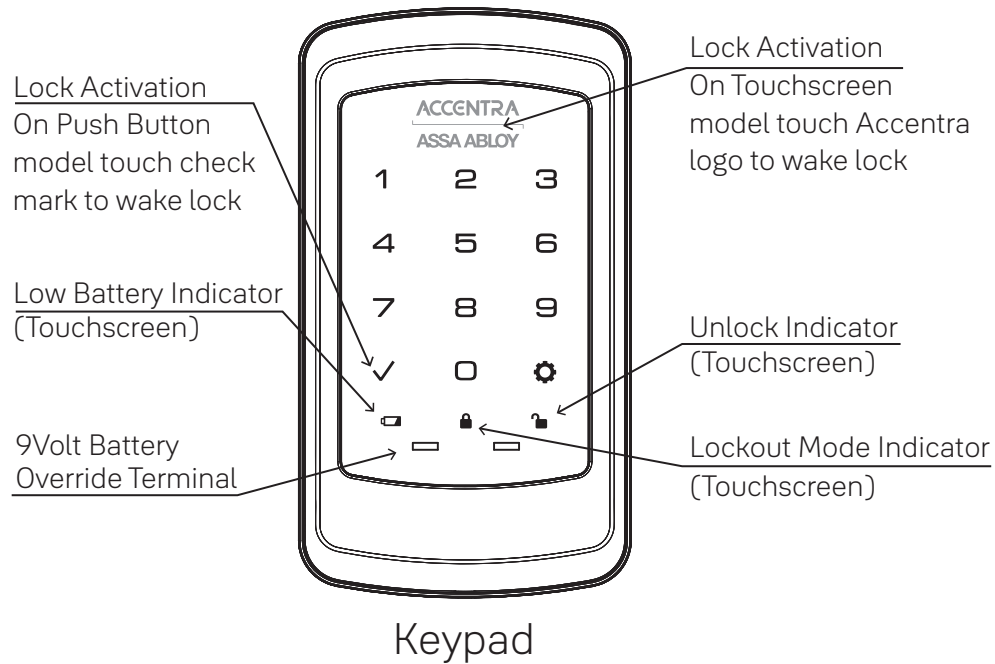 Lock Activation
On Push Button
model touch check
mark to wake lock
Low Battery Indicator
(Touchscreen)
9Volt Battery
Override Terminal
ACCENTRA
ASSA ABLOY
1 2 3
4 5 6
7 8 9
0
Lock Activation
On Touchscreen
model touch Accentra
logo to wake lock
Unlock Indicator
(Touchscreen)
Lockout Mode Indicator
(Touchscreen)
Keypad